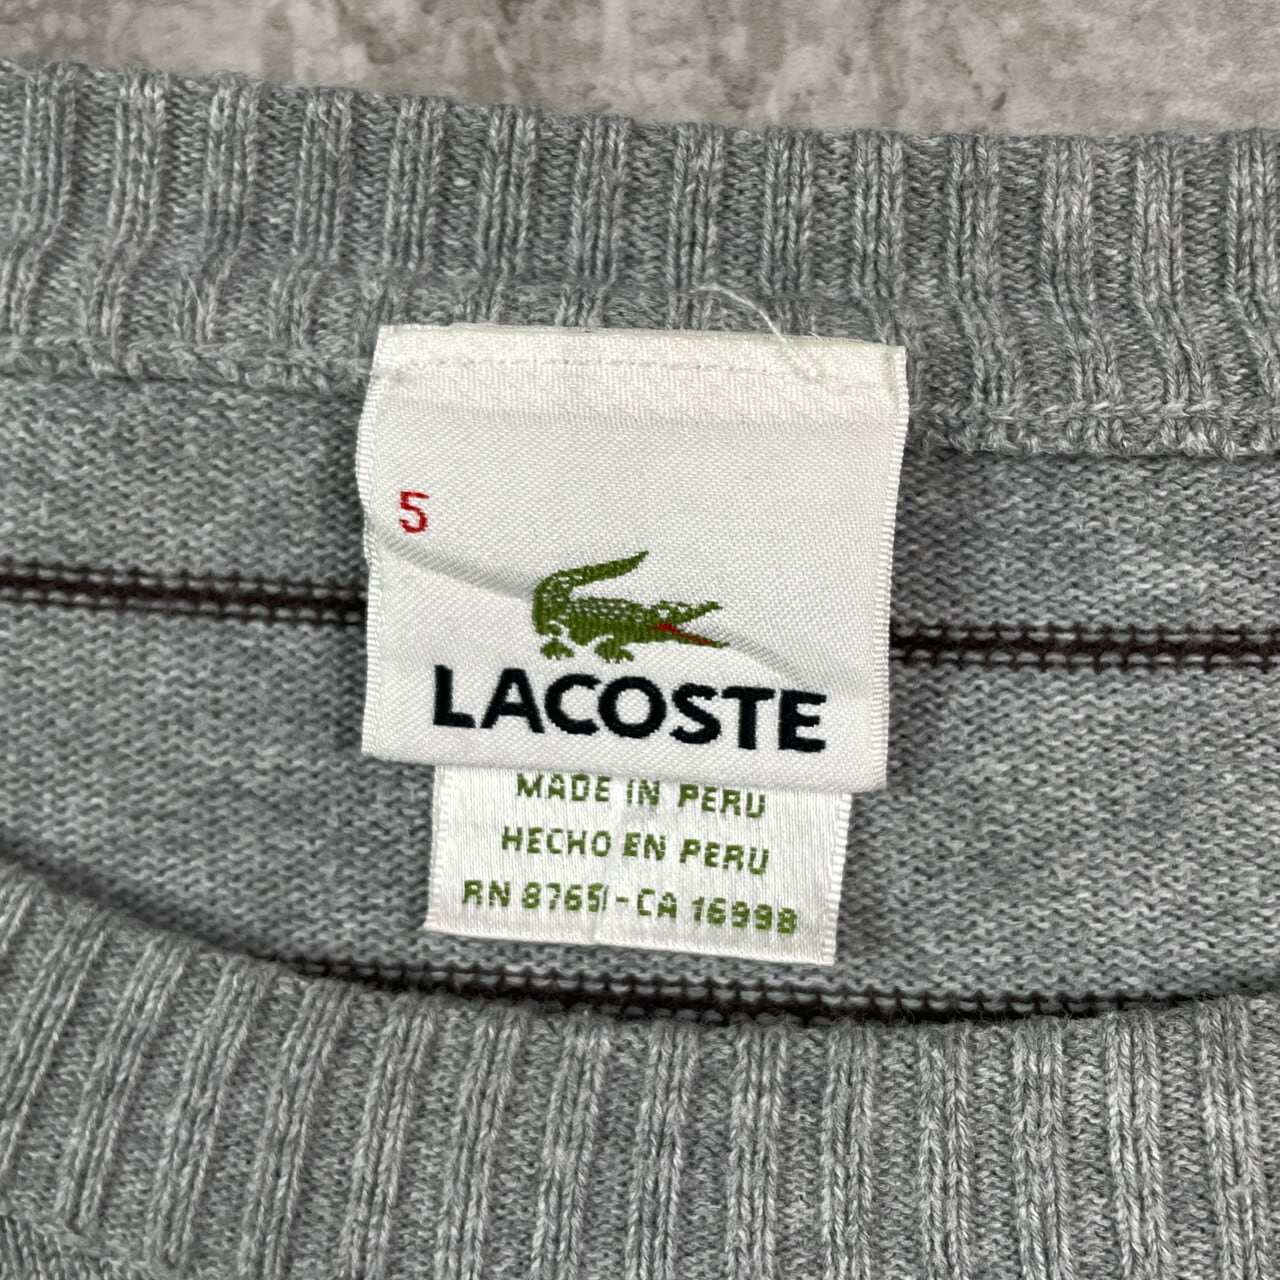 5
LACOSTE
MADE IN PERU
HECHO EN PERU
RN 87651-CA 16998